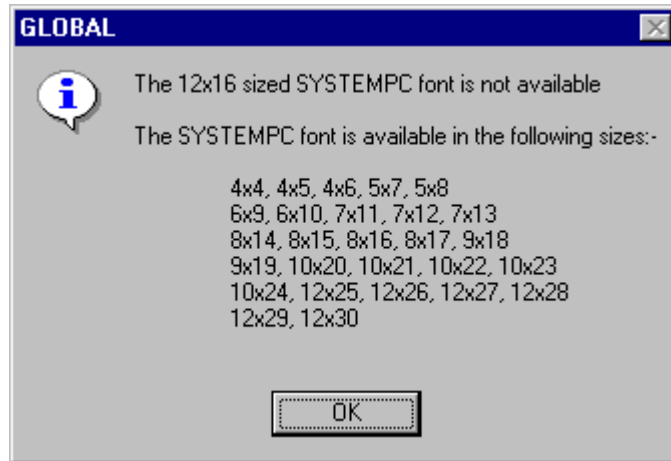 GLOBAL
The 12x16 sized SYSTEMPC font is not available
The SYSTEMPC font is available in the following sizes:-
4x4, 4x5, 4x6, 5x7, 5x8
6x9, 6x10, 7x11, 7x12, 7x13
8x14, 8x15, 8x16, 8x17, 9x18
9x19, 10x20, 10x21, 10x22, 10x23
10x24, 12x25, 12x26, 12x27, 12x28
12x29, 12x30
OK